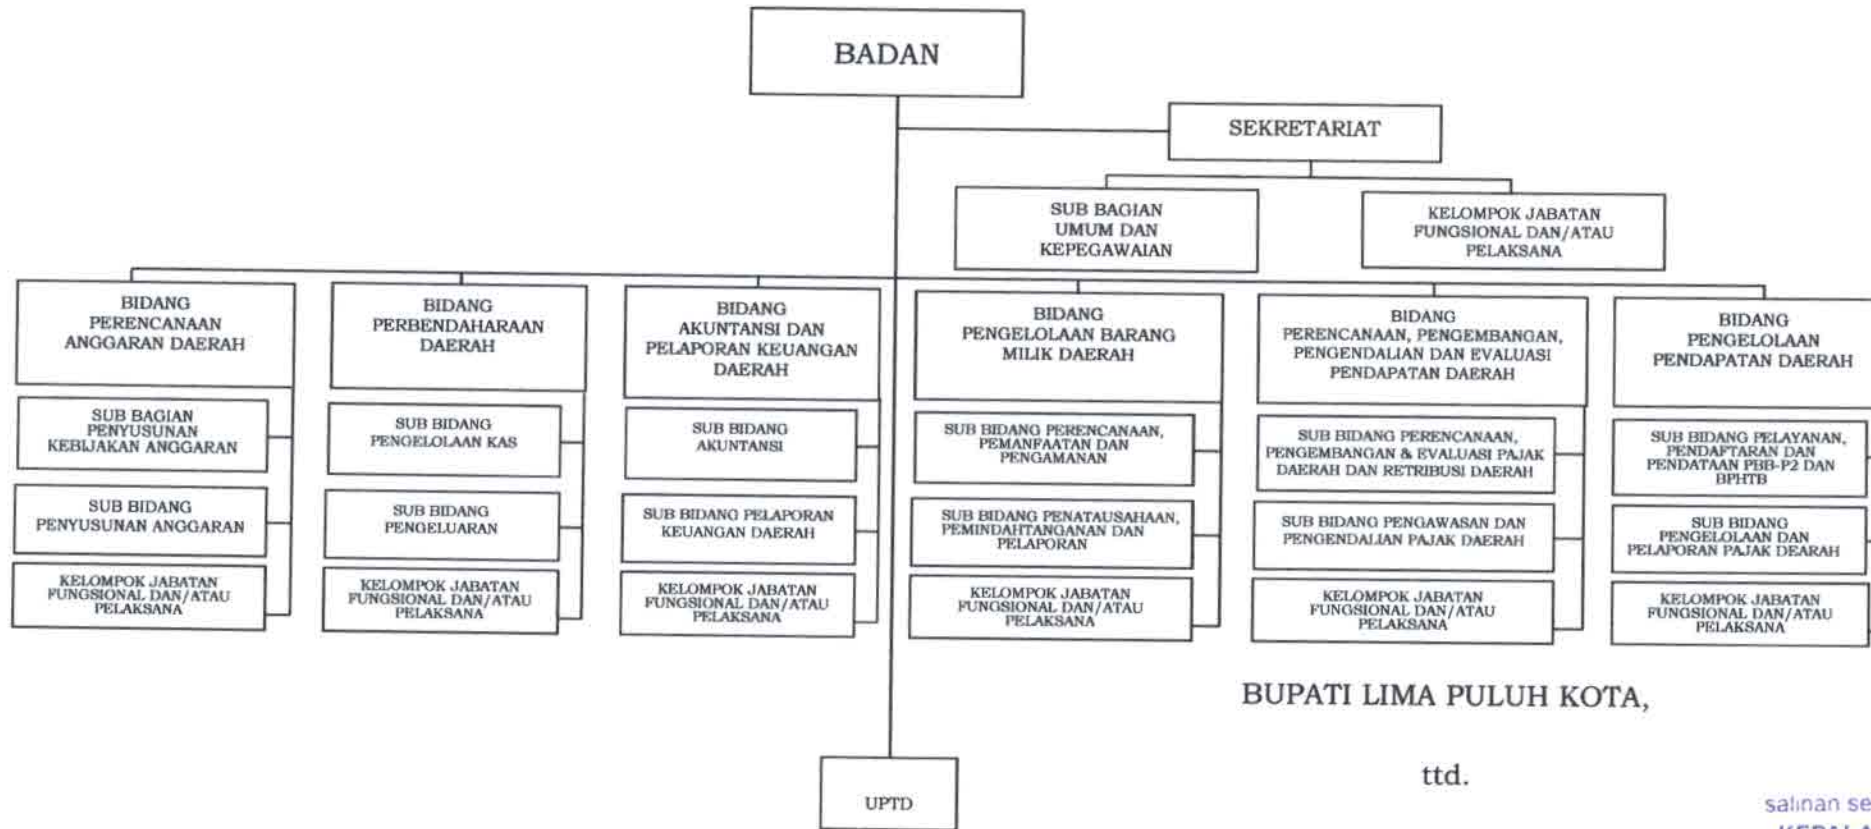 BADAN
SEKRETARIAT
SUB BAGIAN
UMUM DAN
KEPEGAWAIAN
KELOMPOK JABATAN
FUNGSIONAL DAN/ATAU
PELAKSANA
BIDANG
PERENCANAAN
ANGGARAN DAERAH
SUB BAGIAN
PENYUSUNAN
KEBIJAKAN ANGGARAN
SUB BIDANG
PENYUSUNAN ANGGARAN
KELOMPOK JABATAN
FUNGSIONAL DAN/ATAU
PELAKSANA
BIDANG
PERBENDAHARAAN
DAERAH
SUB BIDANG
PENGELOLAAN KAS
SUB BIDANG
PENGELUARAN
KELOMPOK JABATAN
FUNGSIONAL DAN/ATAU
PELAKSANA
BIDANG
AKUNTANSI DAN
PELAPORAN KEUANGAN
DAERAH
SUB BIDANG
AKUNTANSI
SUB BIDANG PELAPORAN
KEUANGAN DAERAH
KELOMPOK JABATAN
FUNGSIONAL DAN/ATAU
PELAKSANA
BIDANG
PENGELOLAAN BARANG
MILIK DAERAH
SUB BIDANG PERENCANAAN,
PEMANFAATAN DAN
PENGAMANAN
SUB BIDANG PENATAUSAHAAN,
PEMINDAHTANGANAN DAN
PELAPORAN
KELOMPOK JABATAN
FUNGSIONAL DAN/ATAU
PELAKSANA
BIDANG
PERENCANAAN, PENGEMBANGAN,
PENGENDALIAN DAN EVALUASI
PENDAPATAN DAERAH
SUB BIDANG PERENCANAAN,
PENGEMBANGAN & EVALUASI PAJAK
DAERAH DAN RETRIBUSI DAERAH
SUB BIDANG PENGAWASAN DAN
PENGENDALIAN PAJAK DAERAH
KELOMPOK JABATAN
FUNGSIONAL DAN/ATAU
PELAKSANA
BIDANG
PENGELOLAAN
PENDAPATAN DAERAH
SUB BIDANG PELAYANAN,
PENDAFTARAN DAN
PENDATAAN PBB-P2 DAN
BPHTB
SUB BIDANG
PENGELOLAAN DAN
PELAPORAN PAJAK DEARAH
KELOMPOK JABATAN
FUNGSIONAL DAN/ATAU
PELAKSANA
UPTD
BUPATI LIMA PULUH KOTA,
ttd.
salinan se